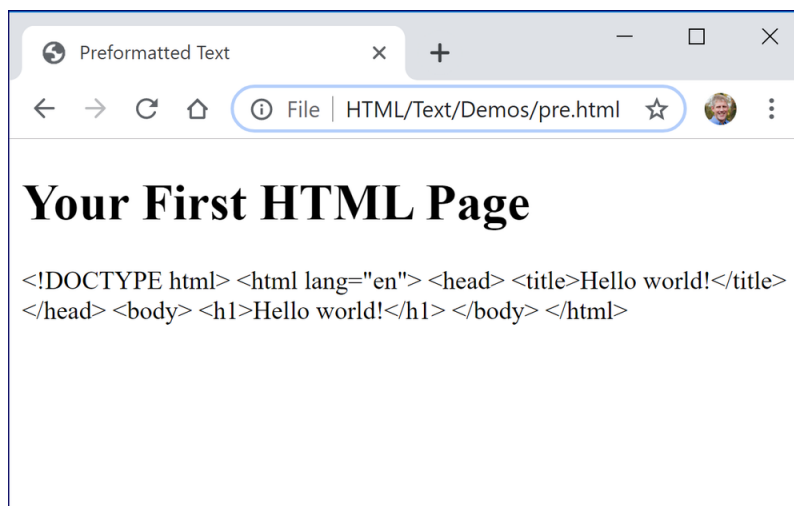 Preformatted Text
File HTML/Text/Demos/pre.html
Your First HTML Page
<!DOCTYPE html> <html lang="en"> <head> <title>Hello world!</title>
</head> <body> <h1>Hello world!</h1> </body> </html>